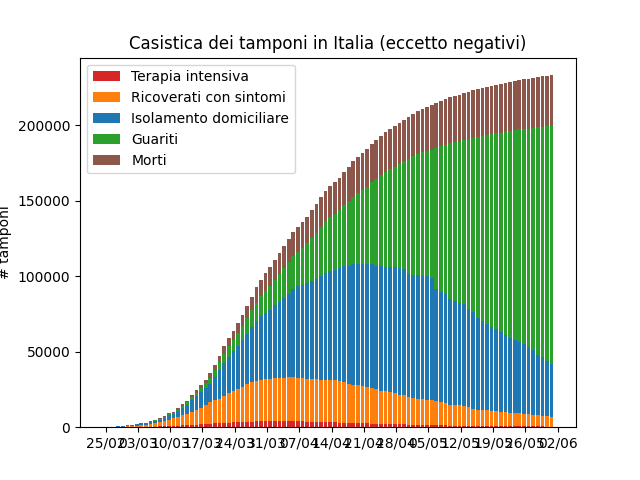 Casistica dei tamponi in Italia (eccetto negativi)
Terapia intensiva
Ricoverati con sintomi
Isolamento domiciliare
Guariti
Morti
# tamponi
200000
150000
100000
50000
0
25/02 03/03 10/03 17/03 24/03 31/03 07/04 14/04 21/04 28/04 05/05 12/05 19/05 26/05 02/06